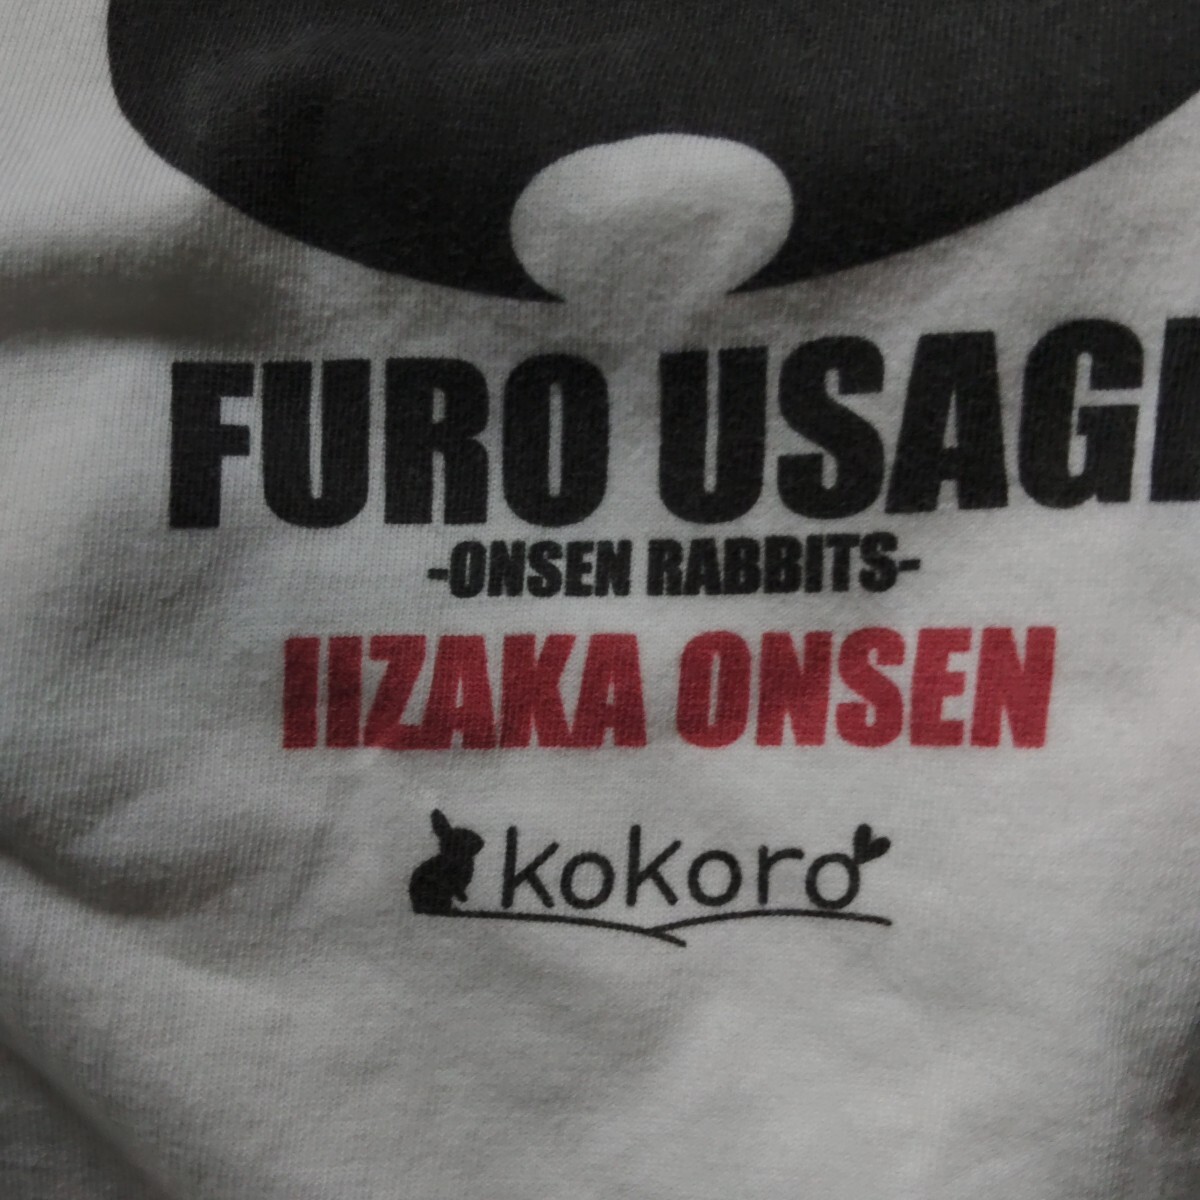 FURO USAGI
-ONSEN RABBITS-
IIZAKA ONSEN
kokoro